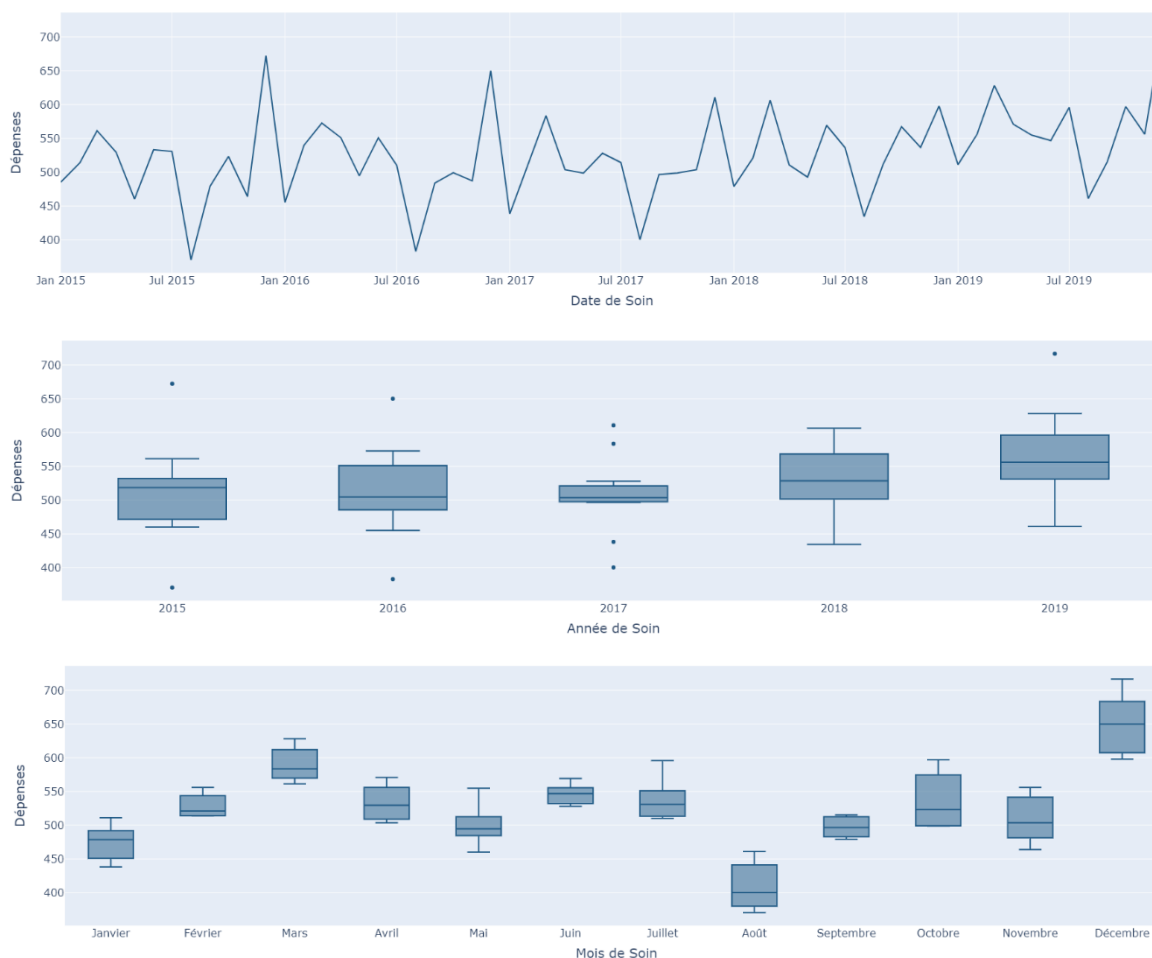 700
650
600
550
500
450
400
Dépenses
Jan 2015 Jul 2015 Jan 2016 Jul 2016 Jan 2017 Jul 2017 Jan 2018 Jul 2018 Jan 2019 Jul 2019
Date de Soin
700
650
600
550
500
450
400
Dépenses
2015 2016 2017 2018 2019
Année de Soin
700
650
600
550
500
450
400
Dépenses
Janvier Février Mars Avril Mai Juin Juillet Août Septembre Octobre Novembre Décembre
Mois de Soin